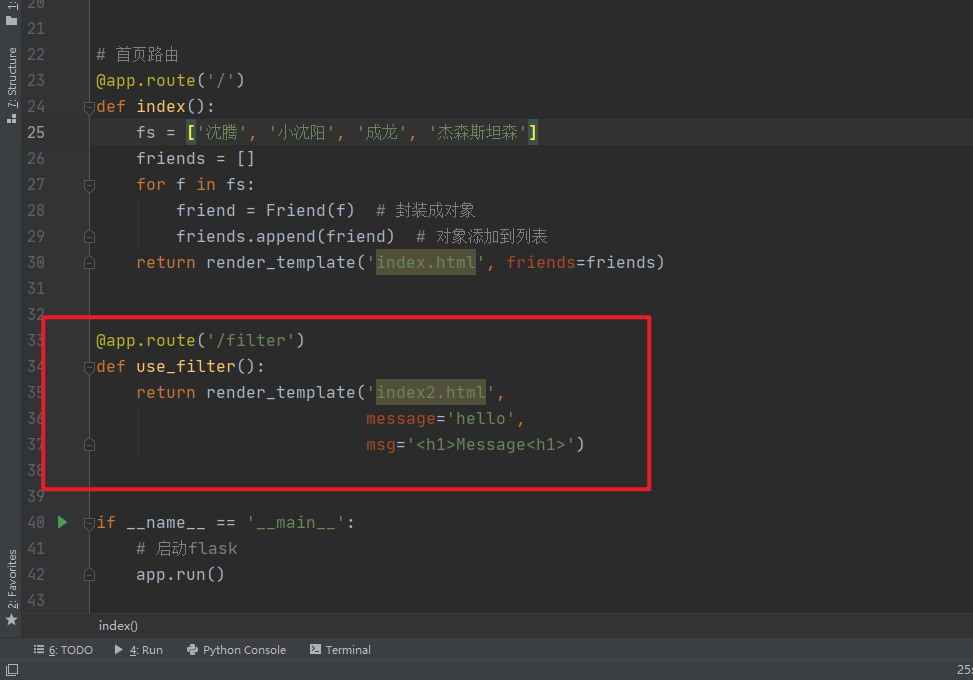 1:
7: Structure
2: Favorites
20
21
22 # 首页路由
23 @app.route('/')
24 def index():
25 fs = ['沈腾', '小沈阳', '成龙', '杰森斯坦森']
26 friends = []
27 for f in fs:
28 friend = Friend(f)  # 封装成对象
29 friends.append(friend)  # 对象添加到列表
30 return render_template('index.html', friends=friends)
31
32
33 @app.route('/filter')
34 def use_filter():
35 return render_template('index2.html',
36 message='hello',
37 msg='<h1>Message<h1>')
38
39
40 if __name__ == '__main__':
41 # 启动flask
42 app.run()
43
index()
6: TODO 4: Run Python Console Terminal
25: